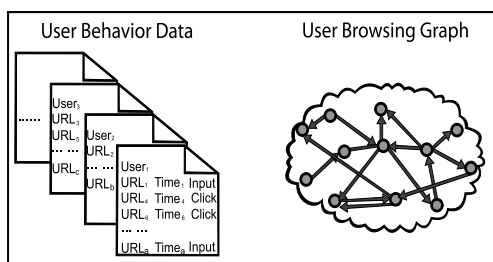 User Behavior Data
User Browsing Graph
......
User₃
URL₃
URL₅
... ...
URLc
User₂
URL₂
... ...
URLb
User₁
URL₁ Time₁ Input
URL₄ Time₄ Click
URL₆ Time₆ Click
... ...
URLa Timea Input